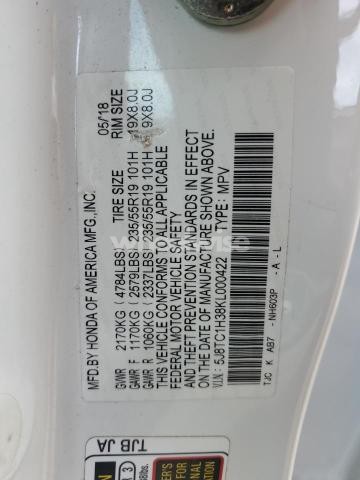 MFD.BY HONDA OF AMERICA MFG.,INC. 05/18
TIRE SIZE RIM SIZE
GVWR 2170KG (4784LBS)
GAWR F 1170KG (2579LBS) 235/55R19 101H 19X8.0J
GAWR R 1060KG (2337LBS) 235/55R19 101H 19X8.0J
THIS VEHICLE CONFORMS TO ALL APPLICABLE
FEDERAL MOTOR VEHICLE SAFETY
AND THEFT PREVENTION STANDARDS IN EFFECT
ON THE DATE OF MANUFACTURE SHOWN ABOVE.
V.I.N.: 5J8TC1H38KL000422 TYPE: MPV
TJC K AB7 -NH603P -A-L
TJB JA